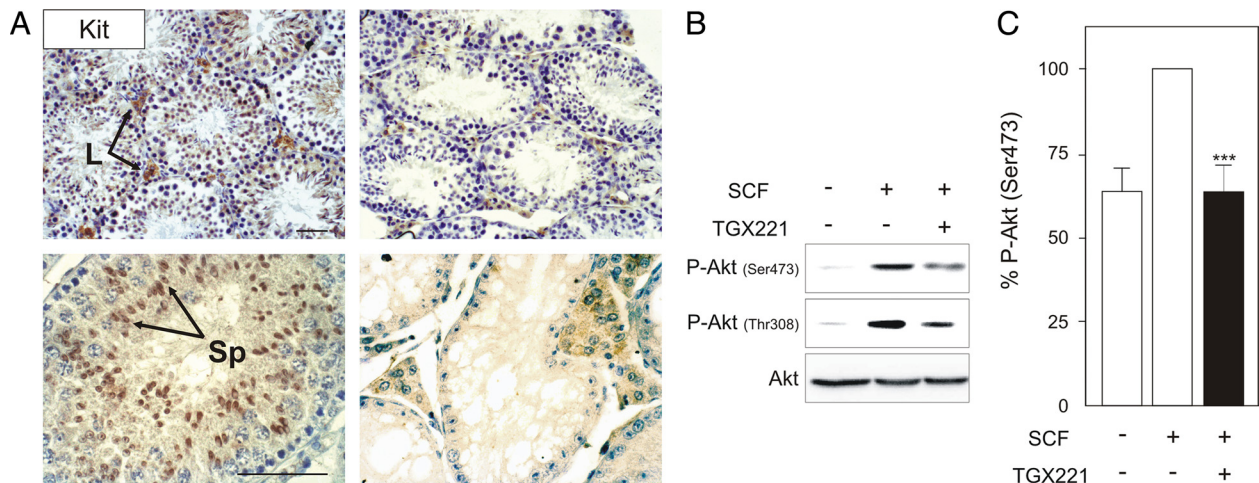 A
Kit
L
Sp
B
SCF - + +
TGX221 - - +
P-Akt (Ser473)
P-Akt (Thr308)
Akt
C
% P-Akt (Ser473)
100
75
50
25
0
***
SCF - + +
TGX221 - - +